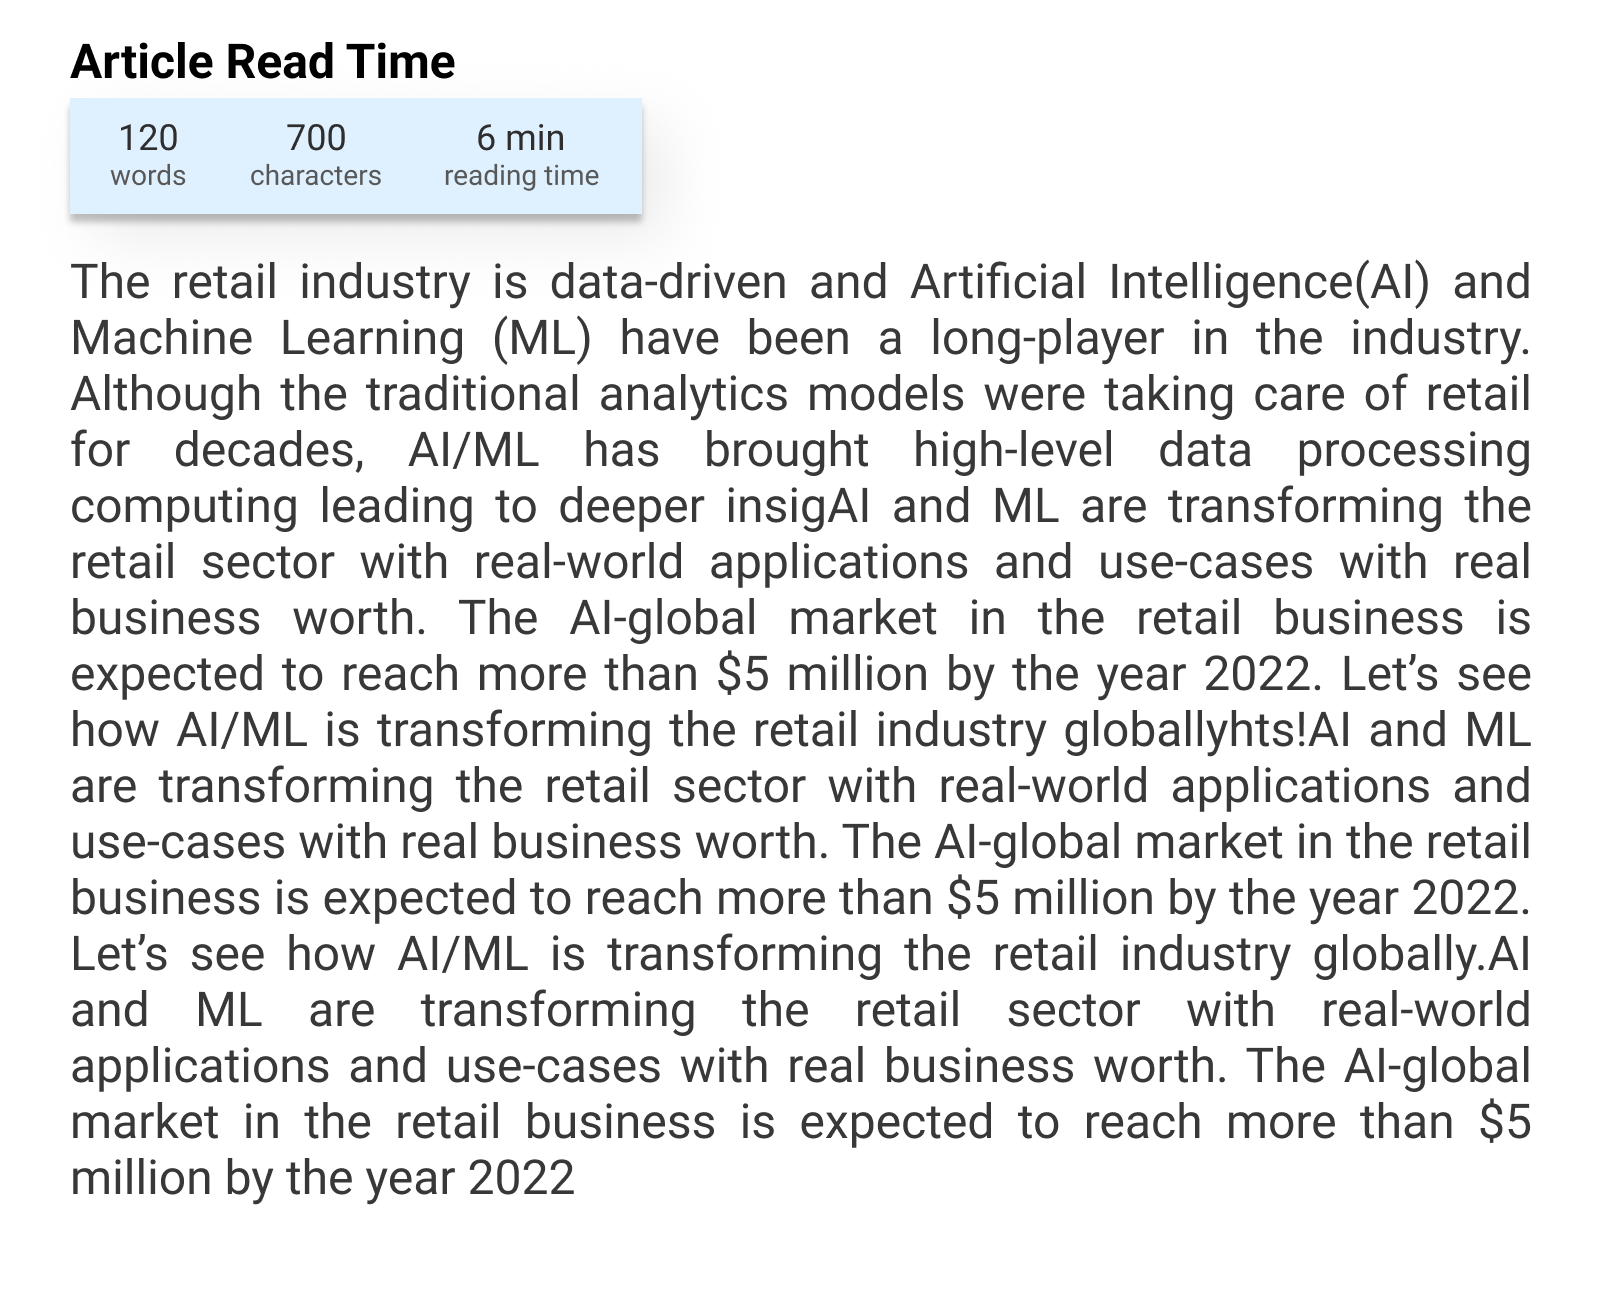 Article Read Time
120 700 6 min
words characters reading time
The retail industry is data-driven and Artificial Intelligence(AI) and
Machine Learning (ML) have been a long-player in the industry.
Although the traditional analytics models were taking care of retail
for decades, AI/ML has brought high-level data processing
computing leading to deeper insigAI and ML are transforming the
retail sector with real-world applications and use-cases with real
business worth. The AI-global market in the retail business is
expected to reach more than $5 million by the year 2022. Let’s see
how AI/ML is transforming the retail industry globallyhts!AI and ML
are transforming the retail sector with real-world applications and
use-cases with real business worth. The AI-global market in the retail
business is expected to reach more than $5 million by the year 2022.
Let’s see how AI/ML is transforming the retail industry globally.AI
and ML are transforming the retail sector with real-world
applications and use-cases with real business worth. The AI-global
market in the retail business is expected to reach more than $5
million by the year 2022